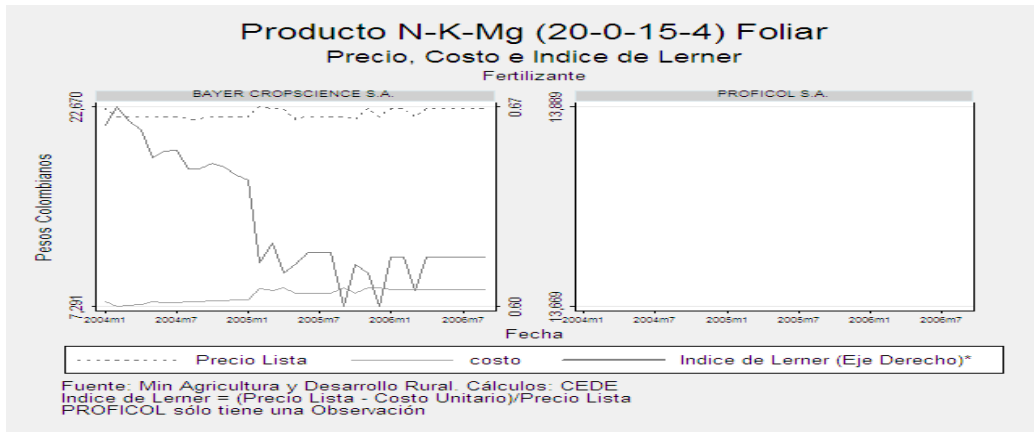 Producto N-K-Mg (20-0-15-4) Foliar
Precio, Costo e Indice de Lerner
Fertilizante
BAYER CROPSCIENCE S.A.
PROFICOL S.A.
Pesos Colombianos
22,670
7,291
0.67
0.60
13,889
13,669
2004m1 2004m7 2005m1 2005m7 2006m1 2006m7
2004m1 2004m7 2005m1 2005m7 2006m1 2006m7
Fecha
Precio Lista costo Indice de Lerner (Eje Derecho)*
Fuente: Min Agricultura y Desarrollo Rural. Cálculos: CEDE
Indice de Lerner = (Precio Lista - Costo Unitario)/Precio Lista
PROFICOL sólo tiene una Observación